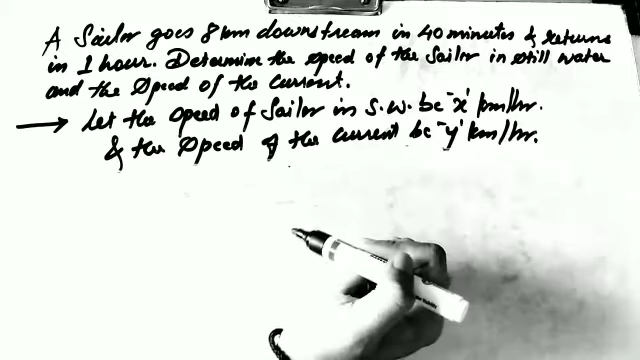 A Sailor goes 8 km downstream in 40 minutes & returns
in 1 hour. Determine the speed of the Sailor in still water
and the Speed of the Current.
→ Let the speed of Sailor in S.W. be 'x' km/hr.
& the Speed of the Current be 'y' km/hr.